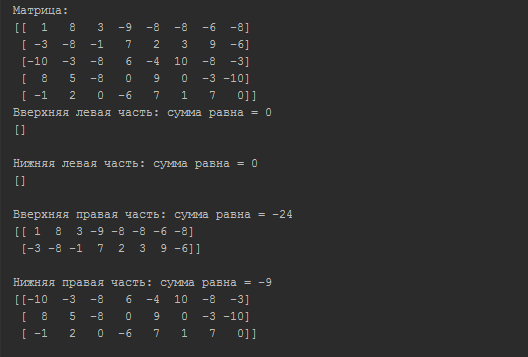 Матрица:
[[  1   8   3  -9  -8  -8  -6  -8]
 [ -3  -8  -1   7   2   3   9  -6]
 [-10  -3  -8   6  -4  10  -8  -3]
 [  8   5  -8   0   9   0  -3 -10]
 [ -1   2   0  -6   7   1   7   0]]
Вверхняя левая часть: сумма равна = 0
[]

Нижняя левая часть: сумма равна = 0
[]

Вверхняя правая часть: сумма равна = -24
[[ 1  8  3 -9 -8 -8 -6 -8]
 [-3 -8 -1  7  2  3  9 -6]]

Нижняя правая часть: сумма равна = -9
[[-10  -3  -8   6  -4  10  -8  -3]
 [  8   5  -8   0   9   0  -3 -10]
 [ -1   2   0  -6   7   1   7   0]]